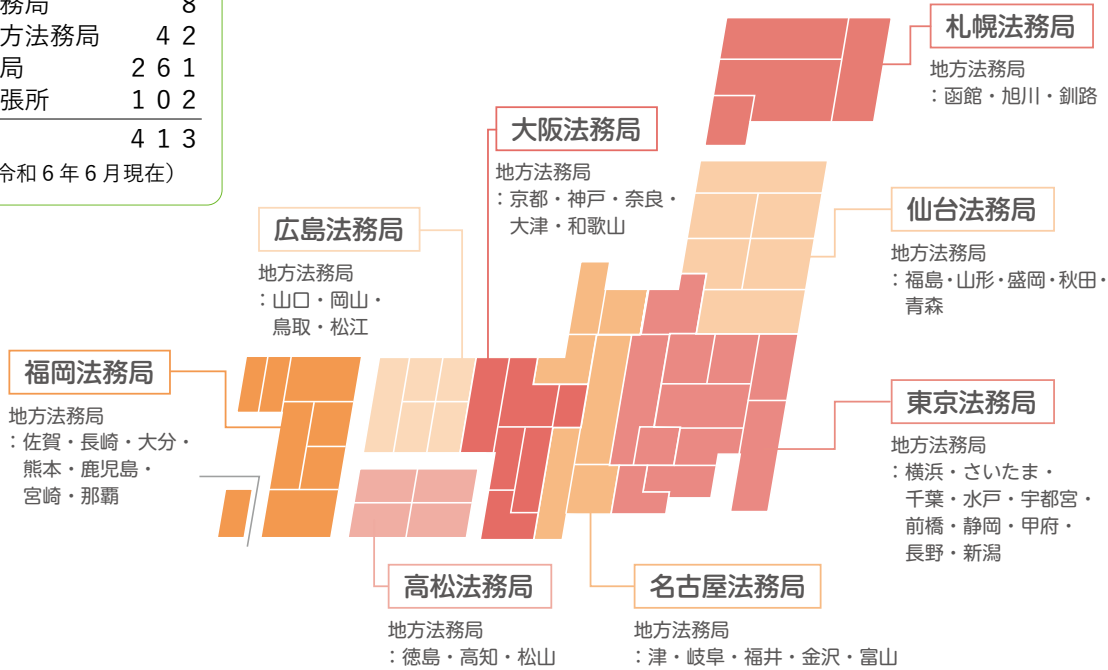 務局 8
方法務局 42
局 261
張所 102
413
令和6年6月現在）
札幌法務局
地方法務局
：函館・旭川・釧路
大阪法務局
地方法務局
：京都・神戸・奈良・
大津・和歌山
仙台法務局
地方法務局
：福島・山形・盛岡・秋田・
青森
広島法務局
地方法務局
：山口・岡山・
鳥取・松江
福岡法務局
地方法務局
：佐賀・長崎・大分・
熊本・鹿児島・
宮崎・那覇
東京法務局
地方法務局
：横浜・さいたま・
千葉・水戸・宇都宮・
前橋・静岡・甲府・
長野・新潟
高松法務局
地方法務局
：徳島・高知・松山
名古屋法務局
地方法務局
：津・岐阜・福井・金沢・富山